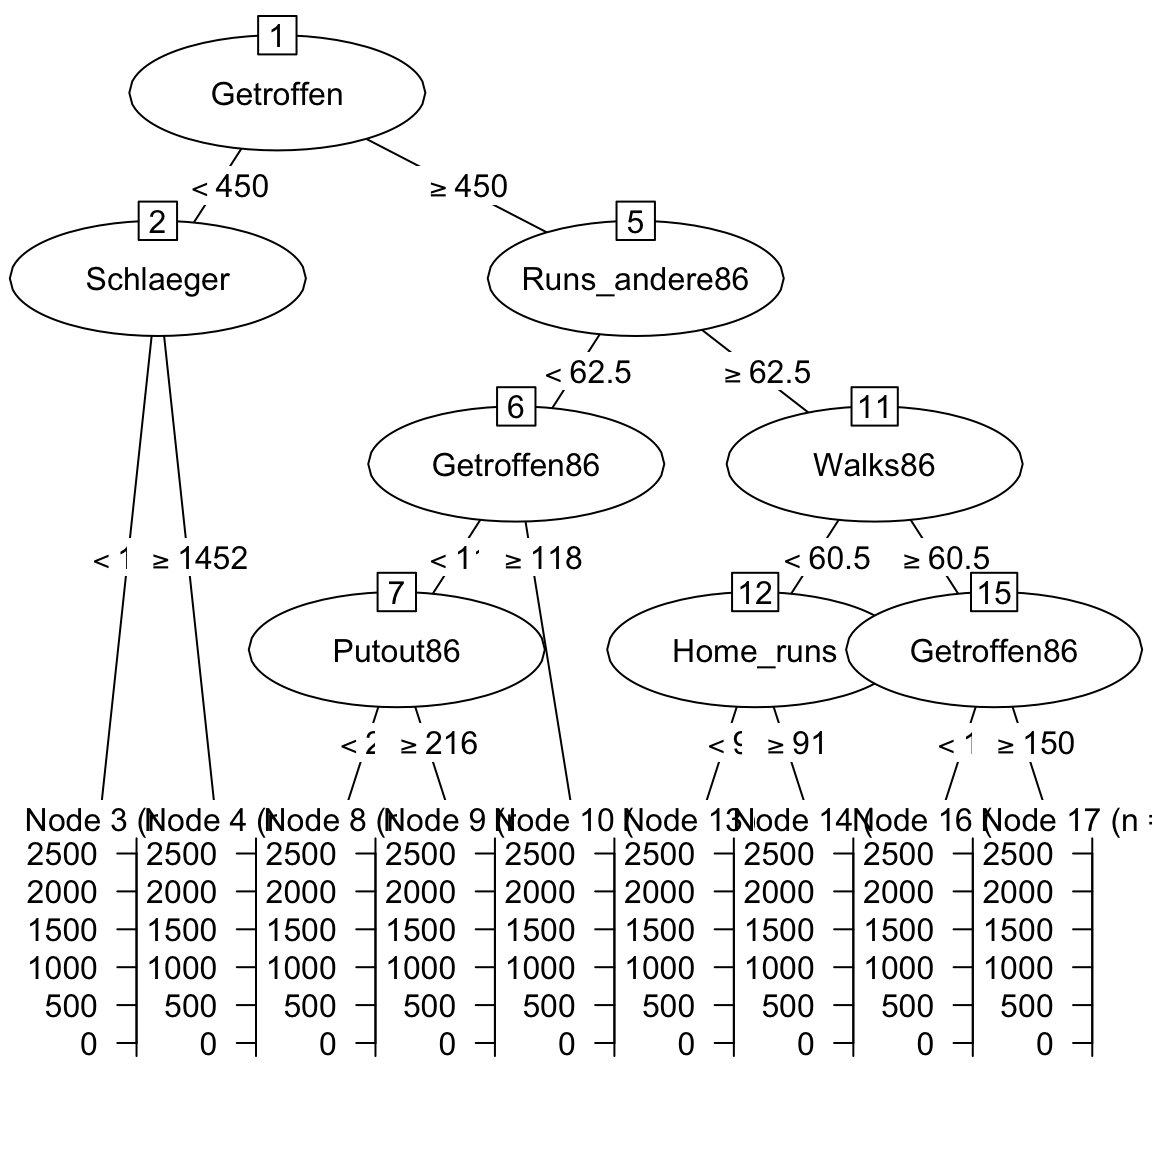 1
Getroffen
< 450
≥ 450
2
Schlaeger
5
Runs_andere86
< 62.5
≥ 62.5
6
Getroffen86
11
Walks86
< 1
≥ 1452
< 11
≥ 118
< 60.5
≥ 60.5
7
Putout86
12
Home_runs
15
Getroffen86
< 2
≥ 216
< 9
≥ 91
< 1
≥ 150
Node 3 (
Node 4 (
Node 8 (
Node 9 (
Node 10 (
Node 13
Node 14 (
Node 16 (
Node 17 (n =
2500 2500 2500 2500 2500 2500 2500 2500 2500
2000 2000 2000 2000 2000 2000 2000 2000 2000
1500 1500 1500 1500 1500 1500 1500 1500 1500
1000 1000 1000 1000 1000 1000 1000 1000 1000
500 500 500 500 500 500 500 500 500
0 0 0 0 0 0 0 0 0